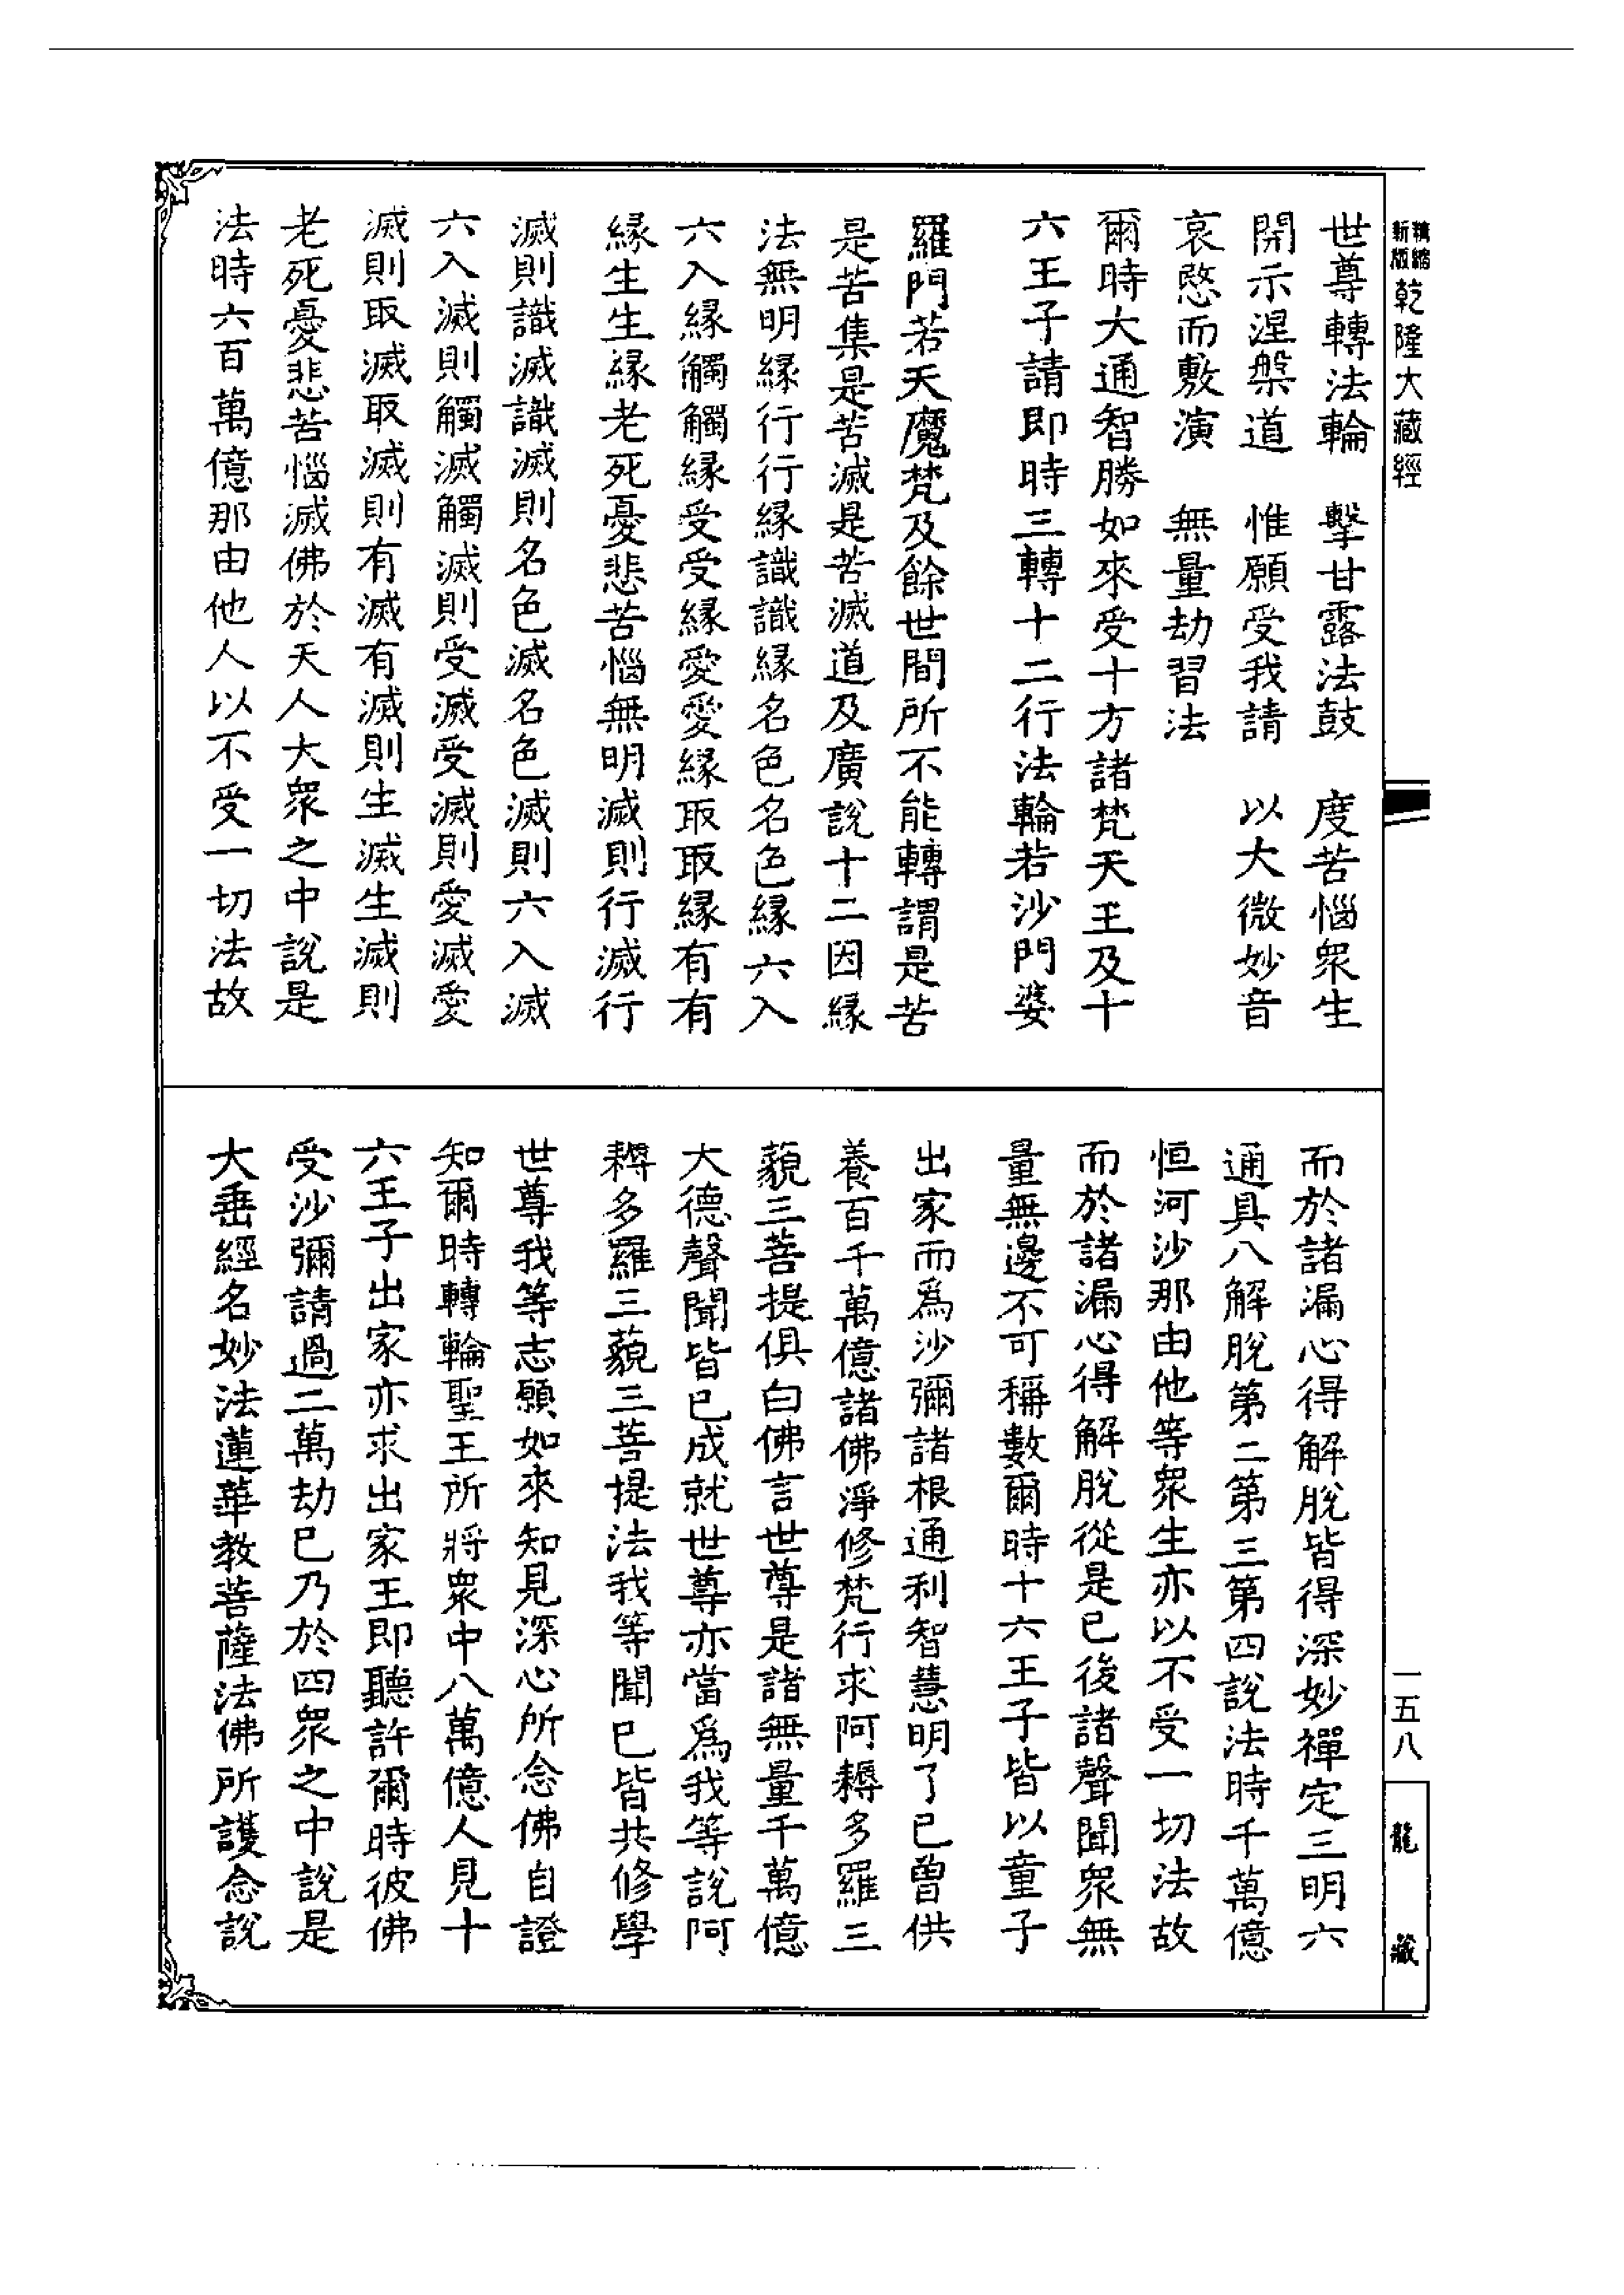 新版精縮乾隆大藏經
世尊轉法輪　擊甘露法鼓　度苦惱眾生
開示涅槃道　惟願受我請　以大微妙音
哀愍而敷演　無量劫習法
爾時大通智勝如來受十方諸梵天王及十
六王子請即時三轉十二行法輪若沙門婆
羅門若天魔梵及餘世間所不能轉謂是苦
是苦集是苦滅是苦滅道及廣說十二因緣
法無明緣行行緣識識緣名色名色緣六入
六入緣觸觸緣受受緣愛愛緣取取緣有有
緣生生緣老死憂悲苦惱無明滅則行滅行
滅則識滅識滅則名色滅名色滅則六入滅
六入滅則觸滅觸滅則受滅受滅則愛滅愛
滅則取滅取滅則有滅有滅則生滅生滅則
老死憂悲苦惱滅佛於天人大眾之中說是
法時六百萬億那由他人以不受一切法故
而於諸漏心得解脫皆得深妙禪定三明六
通具八解脫第二第三第四說法時千萬億
恒河沙那由他等眾生亦以不受一切法故
而於諸漏心得解脫從是已後諸聲聞眾無
量無邊不可稱數爾時十六王子皆以童子
出家而為沙彌諸根通利智慧明了已曾供
養百千萬億諸佛淨修梵行求阿耨多羅三
藐三菩提俱白佛言世尊是諸無量千萬億
大德聲聞皆已成就世尊亦當為我等說阿
耨多羅三藐三菩提法我等聞已皆共修學
世尊我等志願如來知見深心所念佛自證
知爾時轉輪聖王所將眾中八萬億人見十
六王子出家亦求出家王即聽許爾時彼佛
受沙彌請過二萬劫已乃於四眾之中說是
大乘經名妙法蓮華教菩薩法佛所護念說
一五八
龍藏